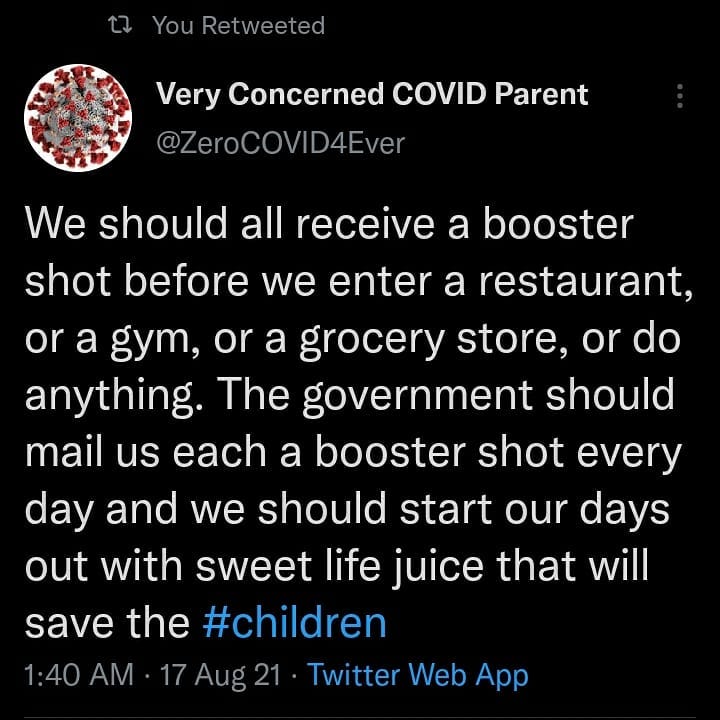 You Retweeted
Very Concerned COVID Parent
@ZeroCOVID4Ever
We should all receive a booster
shot before we enter a restaurant,
or a gym, or a grocery store, or do
anything. The government should
mail us each a booster shot every
day and we should start our days
out with sweet life juice that will
save the #children
1:40 AM · 17 Aug 21 · Twitter Web App